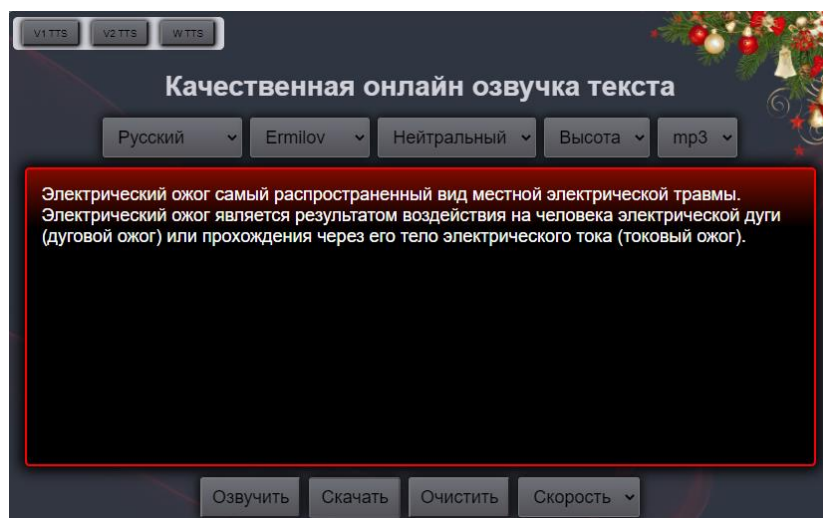 V1 TTS V2 TTS W TTS
Качественная онлайн озвучка текста
Русский Ermilov Нейтральный Высота mp3
Электрический ожог самый распространенный вид местной электрической травмы.
Электрический ожог является результатом воздействия на человека электрической дуги
(дуговой ожог) или прохождения через его тело электрического тока (токовый ожог).
Озвучить Скачать Очистить Скорость